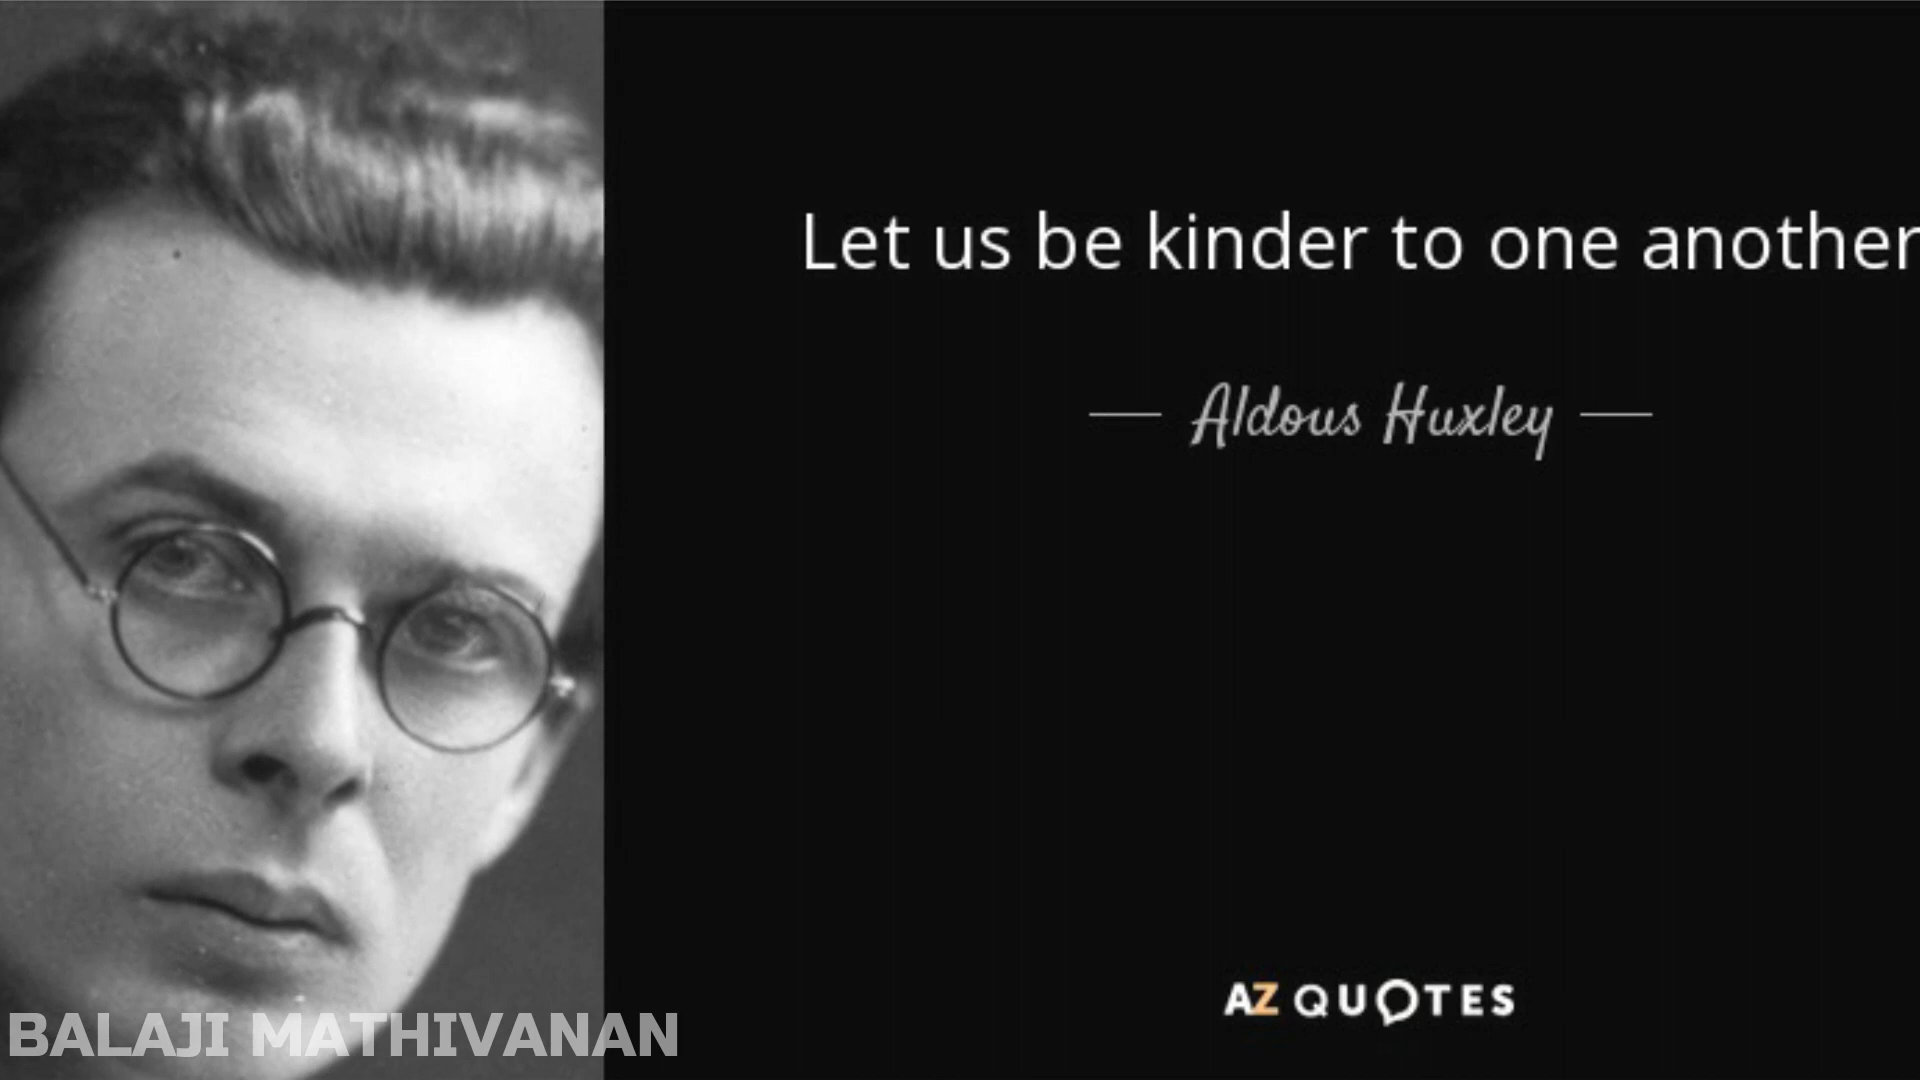 Let us be kinder to one another
Aldous Huxley
AZ QUOTES
BALAJI MATHIVANAN